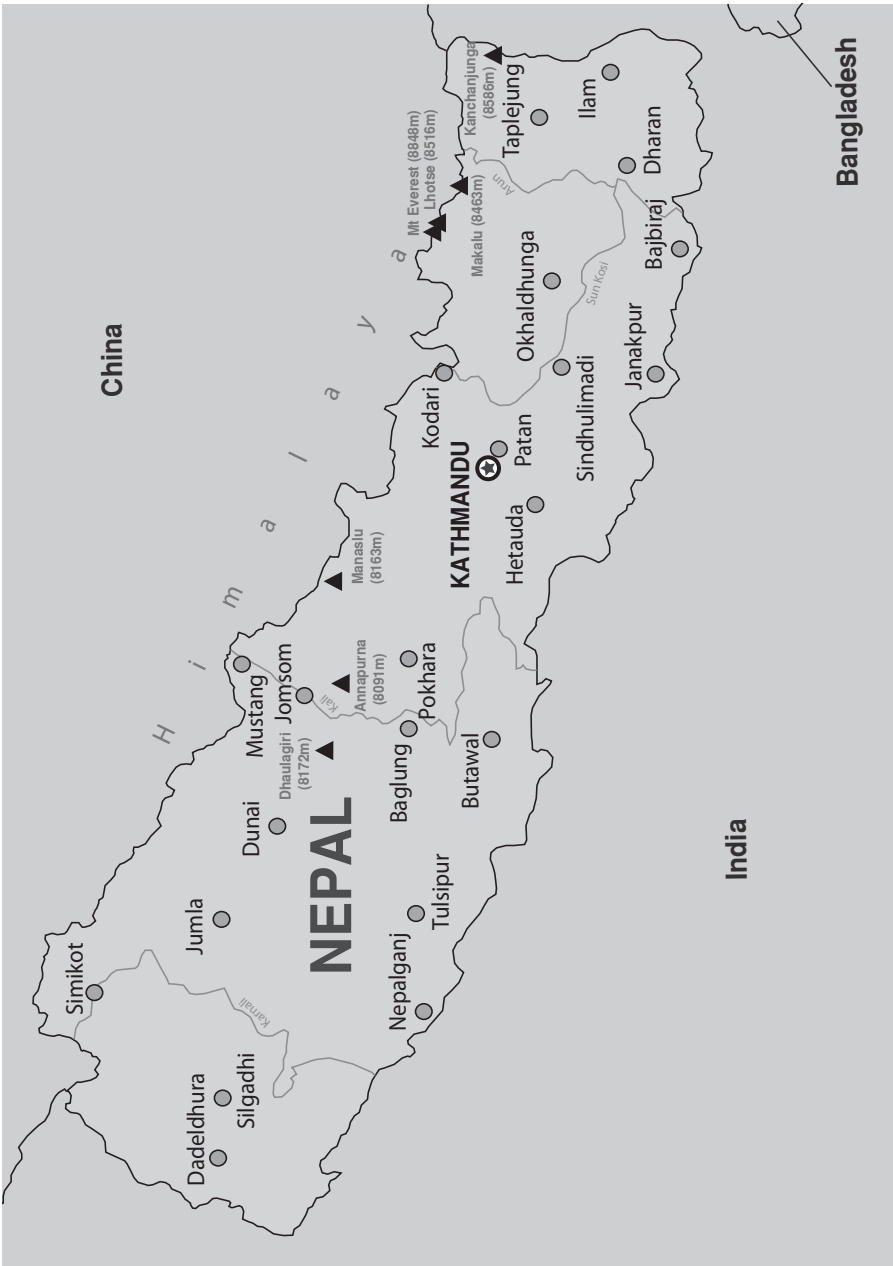 China
H i m a l a y a
Mt Everest (8848m)
Lhotse (8516m)
Kanchanjunga
(8586m)
Makalu (8463m)
Arun
Taplejung
Ilam
Dharan
Bajbiraj
Okhaldhunga
Sun Kosi
Kodari
Sindhulimadi
Janakpur
KATHMANDU
Patan
Hetauda
Manaslu
(8163m)
Mustang
Jomsom
Kali
Annapurna
(8091m)
Pokhara
Dhaulagiri
(8172m)
Baglung
Butawal
Dunai
NEPAL
Jumla
Tulsipur
Nepalganj
Simikot
Karnali
Silgadhi
Dadeldhura
India
Bangladesh